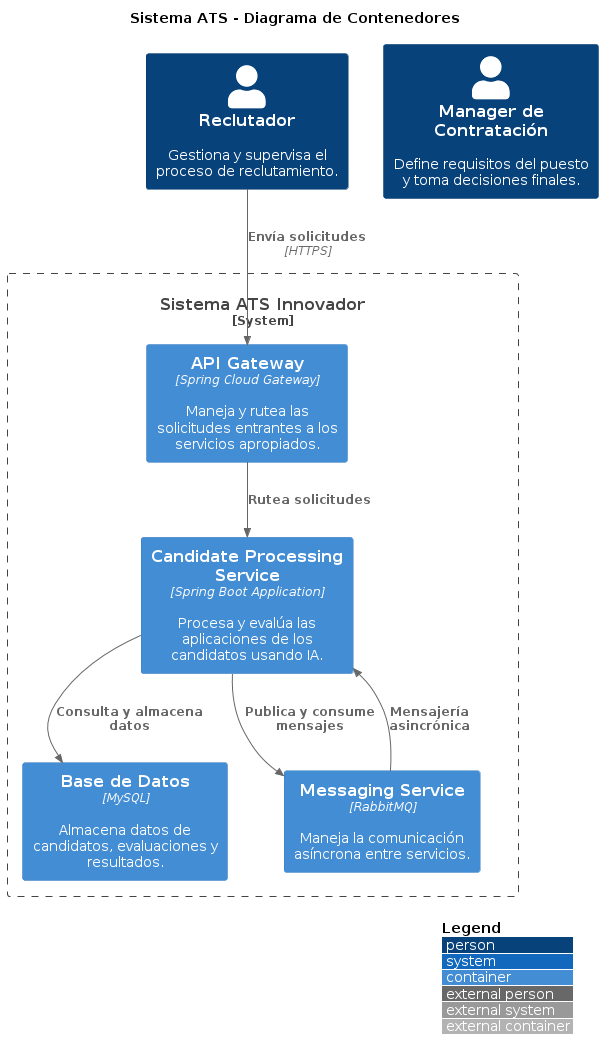 Sistema ATS - Diagrama de Contenedores
Reclutador
Gestiona y supervisa el
proceso de reclutamiento.
Manager de
Contratación
Define requisitos del puesto
y toma decisiones finales.
Envía solicitudes
[HTTPS]
Sistema ATS Innovador
[System]
API Gateway
[Spring Cloud Gateway]
Maneja y rutea las
solicitudes entrantes a los
servicios apropiados.
Rutea solicitudes
Candidate Processing
Service
[Spring Boot Application]
Procesa y evalúa las
aplicaciones de los
candidatos usando IA.
Consulta y almacena
datos
Publica y consume
mensajes
Mensajería
asincrónica
Base de Datos
[MySQL]
Almacena datos de
candidatos, evaluaciones y
resultados.
Messaging Service
[RabbitMQ]
Maneja la comunicación
asíncrona entre servicios.
Legend
person
system
container
external person
external system
external container